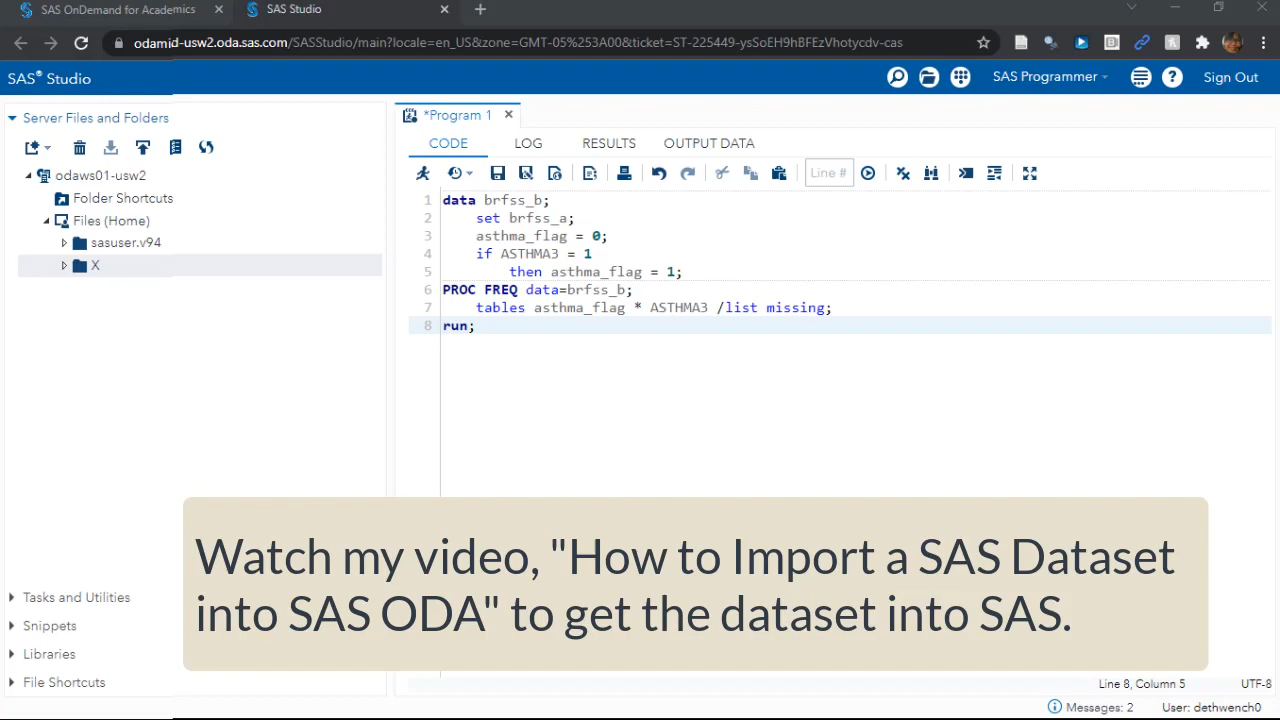 SAS OnDemand for Academics
SAS Studio
odamid-usw2.oda.sas.com/SASStudio/main?locale=en_US&zone=GMT-05%253A00&ticket=ST-225449-ysSoEH9hBFEzVhotycdv-cas
SAS® Studio
SAS Programmer
Sign Out
Server Files and Folders
odaws01-usw2
Folder Shortcuts
Files (Home)
sasuser.v94
X
Tasks and Utilities
Snippets
Libraries
File Shortcuts
*Program 1
CODE LOG RESULTS OUTPUT DATA
Line #
1 data brfss_b;
2 set brfss_a;
3 asthma_flag = 0;
4 if ASTHMA3 = 1
5 then asthma_flag = 1;
6 PROC FREQ data=brfss_b;
7 tables asthma_flag * ASTHMA3 /list missing;
8 run;
Watch my video, "How to Import a SAS Dataset
into SAS ODA" to get the dataset into SAS.
Line 8, Column 5 UTF-8
Messages: 2 User: dethwench0